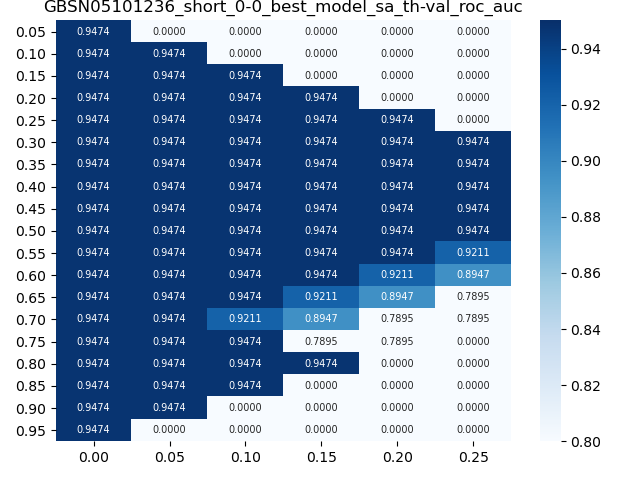 GBSN05101236_short_0-0_best_model_sa_th-val_roc_auc
0.05 0.9474 0.0000 0.0000 0.0000 0.0000 0.0000
0.10 0.9474 0.9474 0.0000 0.0000 0.0000 0.0000
0.15 0.9474 0.9474 0.9474 0.0000 0.0000 0.0000
0.20 0.9474 0.9474 0.9474 0.9474 0.0000 0.0000
0.25 0.9474 0.9474 0.9474 0.9474 0.9474 0.0000
0.30 0.9474 0.9474 0.9474 0.9474 0.9474 0.9474
0.35 0.9474 0.9474 0.9474 0.9474 0.9474 0.9474
0.40 0.9474 0.9474 0.9474 0.9474 0.9474 0.9474
0.45 0.9474 0.9474 0.9474 0.9474 0.9474 0.9474
0.50 0.9474 0.9474 0.9474 0.9474 0.9474 0.9474
0.55 0.9474 0.9474 0.9474 0.9474 0.9474 0.9211
0.60 0.9474 0.9474 0.9474 0.9474 0.9211 0.8947
0.65 0.9474 0.9474 0.9474 0.9211 0.8947 0.7895
0.70 0.9474 0.9474 0.9211 0.8947 0.7895 0.7895
0.75 0.9474 0.9474 0.9474 0.7895 0.7895 0.0000
0.80 0.9474 0.9474 0.9474 0.9474 0.0000 0.0000
0.85 0.9474 0.9474 0.9474 0.0000 0.0000 0.0000
0.90 0.9474 0.9474 0.0000 0.0000 0.0000 0.0000
0.95 0.9474 0.0000 0.0000 0.0000 0.0000 0.0000
0.00 0.05 0.10 0.15 0.20 0.25
0.94
0.92
0.90
0.88
0.86
0.84
0.82
0.80